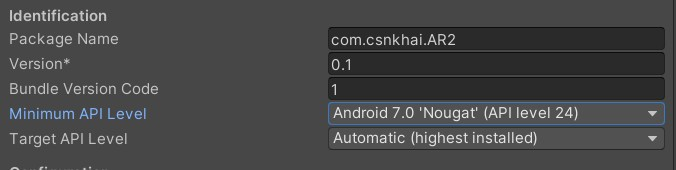 Identification
Package Name com.csnkhai.AR2
Version* 0.1
Bundle Version Code 1
Minimum API Level Android 7.0 'Nougat' (API level 24)
Target API Level Automatic (highest installed)